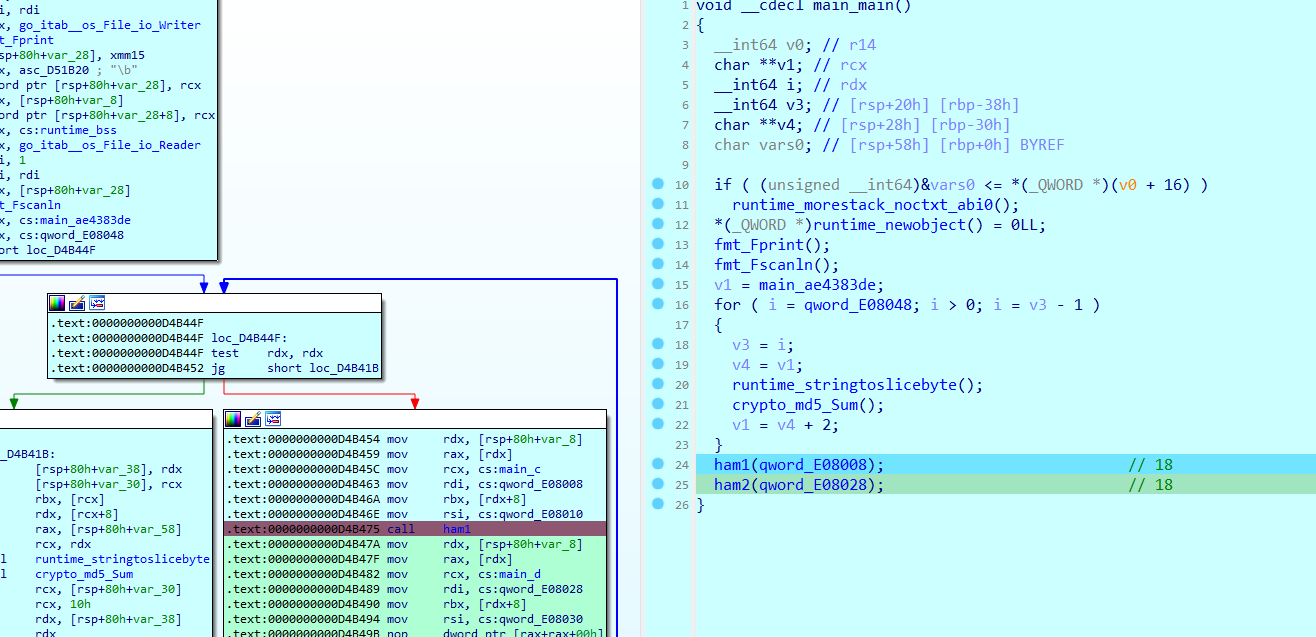 i, rdi
x, go_itab__os_File_io_Writer
t_Fprint
sp+80h+var_28], xmm15
x, asc_D51B20 ; "\b"
ord ptr [rsp+80h+var_28], rcx
x, [rsp+80h+var_8]
ord ptr [rsp+80h+var_28+8], rcx
x, cs:runtime_bss
x, go_itab__os_File_io_Reader
i, 1
i, rdi
x, [rsp+80h+var_28]
t_Fscanln
x, cs:main_ae4383de
x, cs:qword_E08048
ort loc_D4B44F
.text:0000000000D4B44F
.text:0000000000D4B44F loc_D4B44F:
.text:0000000000D4B44F test rdx, rdx
.text:0000000000D4B452 jg short loc_D4B41B
_D4B41B:
[rsp+80h+var_38], rdx
[rsp+80h+var_30], rcx
rbx, [rcx]
rdx, [rcx+8]
rax, [rsp+80h+var_58]
rcx, rdx
l runtime_stringtoslicebyte
l crypto_md5_Sum
rcx, [rsp+80h+var_30]
rcx, 10h
rdx, [rsp+80h+var_38]
rdx
.text:0000000000D4B454 mov rdx, [rsp+80h+var_8]
.text:0000000000D4B459 mov rax, [rdx]
.text:0000000000D4B45C mov rcx, cs:main_c
.text:0000000000D4B463 mov rdi, cs:qword_E08008
.text:0000000000D4B46A mov rbx, [rdx+8]
.text:0000000000D4B46E mov rsi, cs:qword_E08010
.text:0000000000D4B475 call ham1
.text:0000000000D4B47A mov rdx, [rsp+80h+var_8]
.text:0000000000D4B47F mov rax, [rdx]
.text:0000000000D4B482 mov rcx, cs:main_d
.text:0000000000D4B489 mov rdi, cs:qword_E08028
.text:0000000000D4B490 mov rbx, [rdx+8]
.text:0000000000D4B494 mov rsi, cs:qword_E08030
.text:0000000000D4B49B nop dword ptr [rax+rax+00h]
1 void __cdecl main_main()
2 {
3 __int64 v0; // r14
4 char **v1; // rcx
5 __int64 i; // rdx
6 __int64 v3; // [rsp+20h] [rbp-38h]
7 char **v4; // [rsp+28h] [rbp-30h]
8 char vars0; // [rsp+58h] [rbp+0h] BYREF
9
10 if ( (unsigned __int64)&vars0 <= *(_QWORD *)(v0 + 16) )
11 runtime_morestack_noctxt_abi0();
12 *(_QWORD *)runtime_newobject() = 0LL;
13 fmt_Fprint();
14 fmt_Fscanln();
15 v1 = main_ae4383de;
16 for ( i = qword_E08048; i > 0; i = v3 - 1 )
17 {
18 v3 = i;
19 v4 = v1;
20 runtime_stringtoslicebyte();
21 crypto_md5_Sum();
22 v1 = v4 + 2;
23 }
24 ham1(qword_E08008); // 18
25 ham2(qword_E08028); // 18
26 }